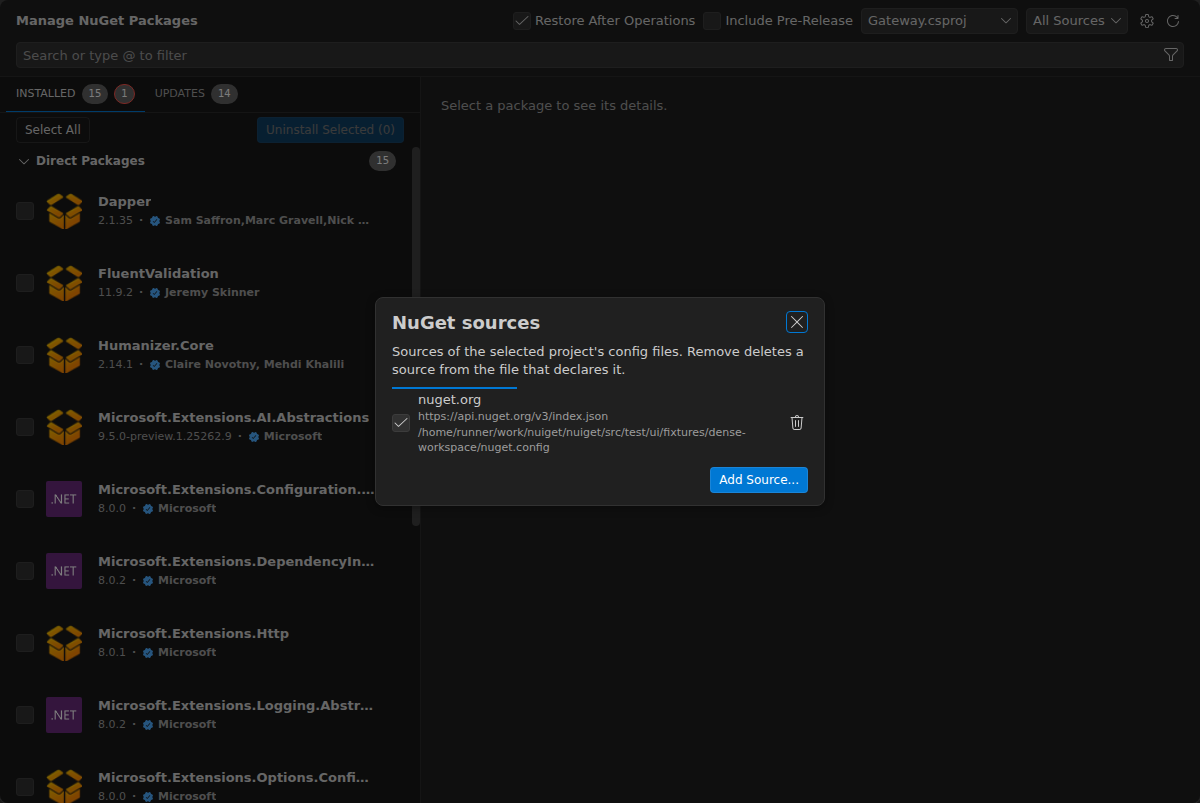 Manage NuGet Packages
Restore After Operations
Include Pre-Release
Gateway.csproj
All Sources
Search or type @ to filter
INSTALLED 15 1 UPDATES 14
Select All
Uninstall Selected (0)
Direct Packages 15
Dapper
2.1.35 · Sam Saffron,Marc Gravell,Nick ...
FluentValidation
11.9.2 · Jeremy Skinner
Humanizer.Core
2.14.1 · Claire Novotny, Mehdi Khalili
Microsoft.Extensions.AI.Abstractions
9.5.0-preview.1.25262.9 · Microsoft
.NET
Microsoft.Extensions.Configuration....
8.0.0 · Microsoft
.NET
Microsoft.Extensions.DependencyIn...
8.0.2 · Microsoft
Microsoft.Extensions.Http
8.0.1 · Microsoft
.NET
Microsoft.Extensions.Logging.Abstr...
8.0.2 · Microsoft
Microsoft.Extensions.Options.Confi...
8.0.0 · Microsoft
Select a package to see its details.
NuGet sources
Sources of the selected project's config files. Remove deletes a
source from the file that declares it.
nuget.org
https://api.nuget.org/v3/index.json
/home/runner/work/nuiget/nuiget/src/test/ui/fixtures/dense-
workspace/nuget.config
Add Source...